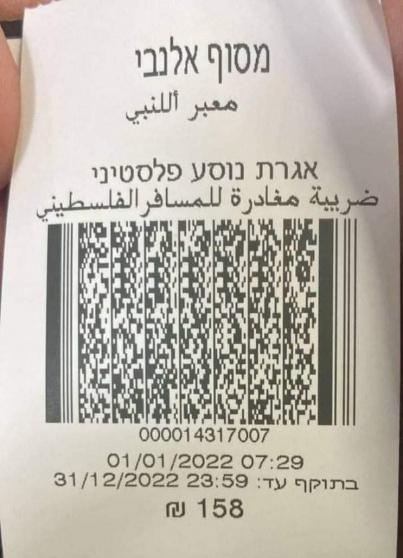 מסוף אלנבי
معبر أللنبي
אגרת נוסע פלסטיני
ضريبة مغادرة للمسافر الفلسطيني
000014317007
01/01/2022 07:29
בתוקף עד: 23:59 31/12/2022
158 ₪